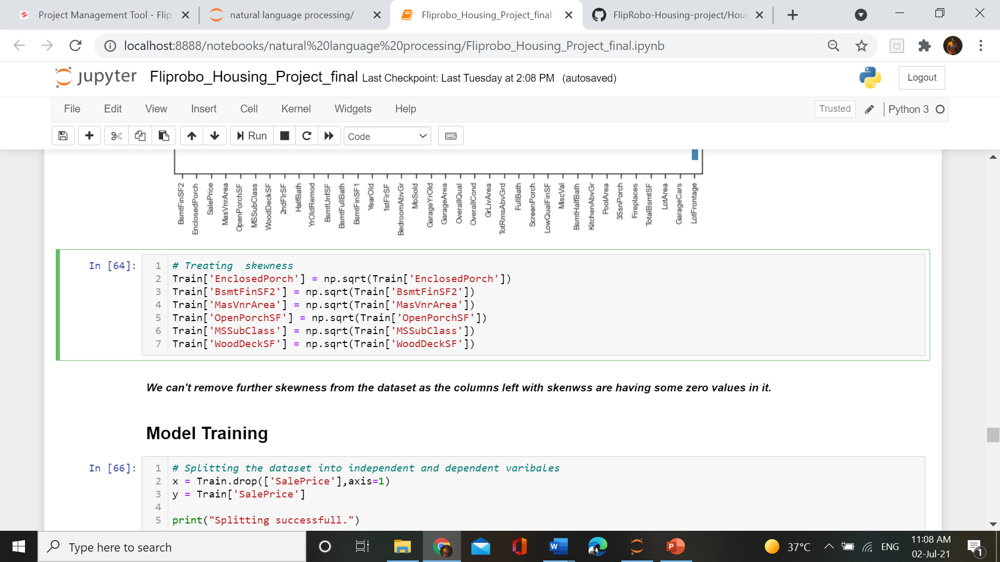 Project Management Tool - Flip
natural language processing/
Fliprobo_Housing_Project_final -
FlipRobo-Housing-project/Hous
localhost:8888/notebooks/natural%20language%20processing/Fliprobo_Housing_Project_final.ipynb
jupyter Fliprobo_Housing_Project_final Last Checkpoint: Last Tuesday at 2:08 PM (autosaved)
Logout
File Edit View Insert Cell Kernel Widgets Help
Trusted
Python 3
Run
Code
BsmtFinSF2
EnclosedPorch
SalePrice
MasVnrArea
OpenPorchSF
MSSubClass
WoodDeckSF
2ndFlrSF
HalfBath
YrOldRemod
BsmtUnfSF
BsmtFullBath
BsmtFinSF1
YearOld
1stFlrSF
BedroomAbvGr
MoSold
GarageYrOld
GarageArea
OverallQual
OverallCond
GrLivArea
TotRmsAbvGrd
FullBath
ScreenPorch
LowQualFinSF
MiscVal
BsmtHalfBath
KitchenAbvGr
PoolArea
3SsnPorch
Fireplaces
TotalBsmtSF
LotArea
GarageCars
LotFrontage
In [64]:
1 # Treating  skewness
2 Train['EnclosedPorch'] = np.sqrt(Train['EnclosedPorch'])
3 Train['BsmtFinSF2'] = np.sqrt(Train['BsmtFinSF2'])
4 Train['MasVnrArea'] = np.sqrt(Train['MasVnrArea'])
5 Train['OpenPorchSF'] = np.sqrt(Train['OpenPorchSF'])
6 Train['MSSubClass'] = np.sqrt(Train['MSSubClass'])
7 Train['WoodDeckSF'] = np.sqrt(Train['WoodDeckSF'])
We can't remove further skewness from the dataset as the columns left with skenwss are having some zero values in it.
Model Training
In [66]:
1 # Splitting the dataset into independent and dependent varibales
2 x = Train.drop(['SalePrice'],axis=1)
3 y = Train['SalePrice']
4
5 print("Splitting successfull.")
Type here to search
37°C
ENG
11:08 AM
02-Jul-21
1